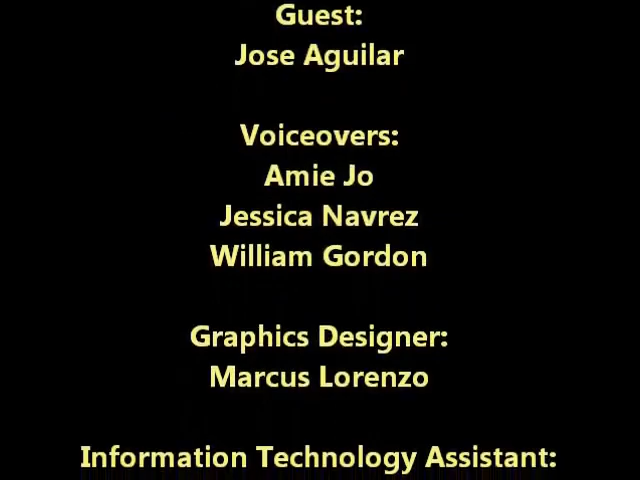 Guest:
Jose Aguilar
Voiceovers:
Amie Jo
Jessica Navrez
William Gordon
Graphics Designer:
Marcus Lorenzo
Information Technology Assistant: